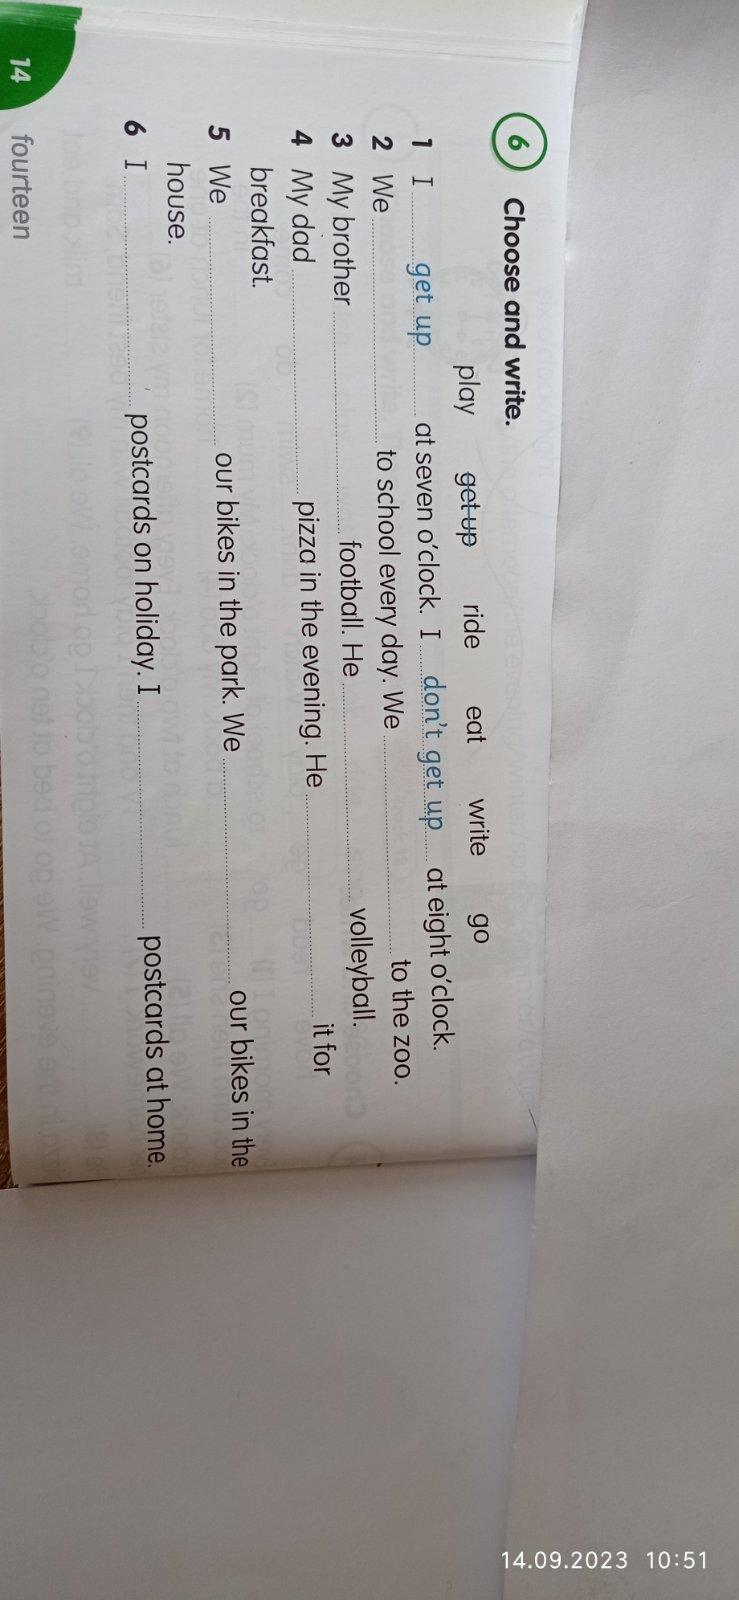 6 Choose and write.
play get up ride eat write go
1 I get up at seven o'clock. I don't get up at eight o'clock.
2 We to school every day. We to the zoo.
3 My brother football. He volleyball.
4 My dad pizza in the evening. He it for
breakfast.
5 We our bikes in the park. We our bikes in the
house.
6 I postcards on holiday. I postcards at home.
14 fourteen
14.09.2023 10:51